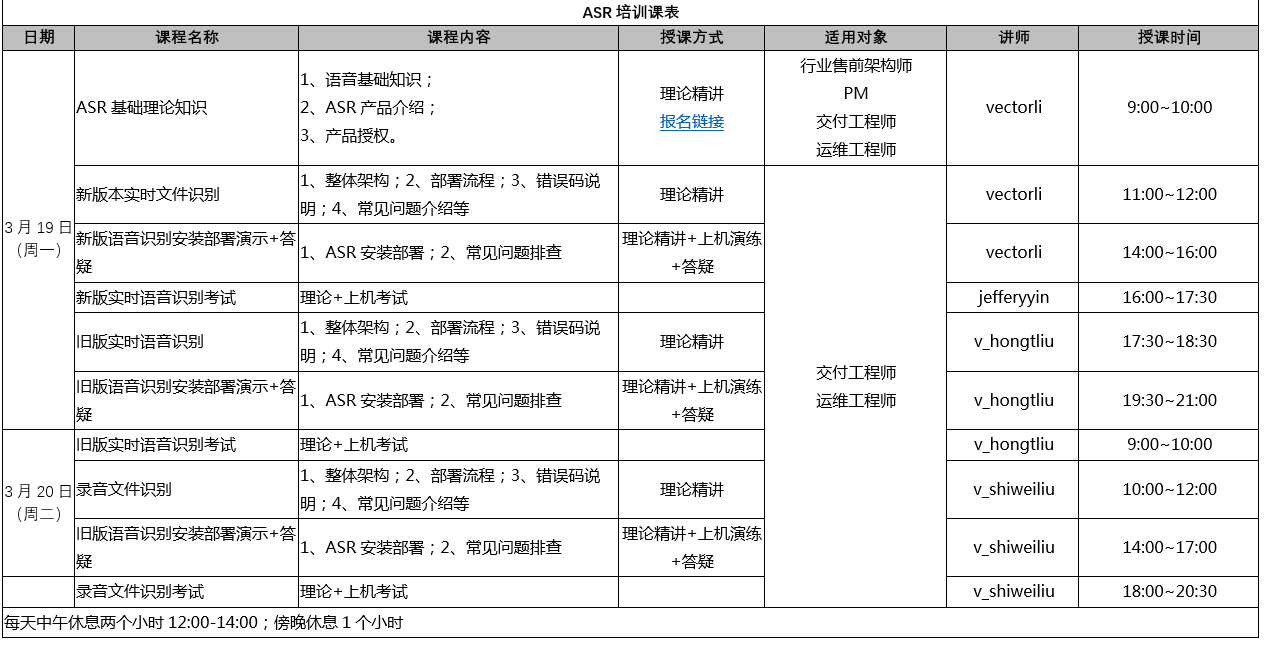 ASR 培训课表
日期 课程名称 课程内容 授课方式 适用对象 讲师 授课时间
3 月 19 日
（周一）
ASR 基础理论知识
1、语音基础知识；
2、ASR 产品介绍；
3、产品授权。
理论精讲
报名链接
行业售前架构师
PM
交付工程师
运维工程师
vectorli
9:00~10:00
新版本实时文件识别
1、整体架构；2、部署流程；3、错误码说
明；4、常见问题介绍等
理论精讲
交付工程师
运维工程师
vectorli
11:00~12:00
新版语音识别安装部署演示+答
疑
1、ASR 安装部署；2、常见问题排查
理论精讲+上机演练
+答疑
vectorli
14:00~16:00
新版实时语音识别考试
理论+上机考试
jefferyyin
16:00~17:30
旧版实时语音识别
1、整体架构；2、部署流程；3、错误码说
明；4、常见问题介绍等
理论精讲
v_hongtliu
17:30~18:30
旧版语音识别安装部署演示+答
疑
1、ASR 安装部署；2、常见问题排查
理论精讲+上机演练
+答疑
v_hongtliu
19:30~21:00
3 月 20 日
（周二）
旧版实时语音识别考试
理论+上机考试
v_hongtliu
9:00~10:00
录音文件识别
1、整体架构；2、部署流程；3、错误码说
明；4、常见问题介绍等
理论精讲
v_shiweiliu
10:00~12:00
旧版语音识别安装部署演示+答
疑
1、ASR 安装部署；2、常见问题排查
理论精讲+上机演练
+答疑
v_shiweiliu
14:00~17:00
录音文件识别考试
理论+上机考试
v_shiweiliu
18:00~20:30
每天中午休息两个小时 12:00-14:00；傍晚休息 1 个小时